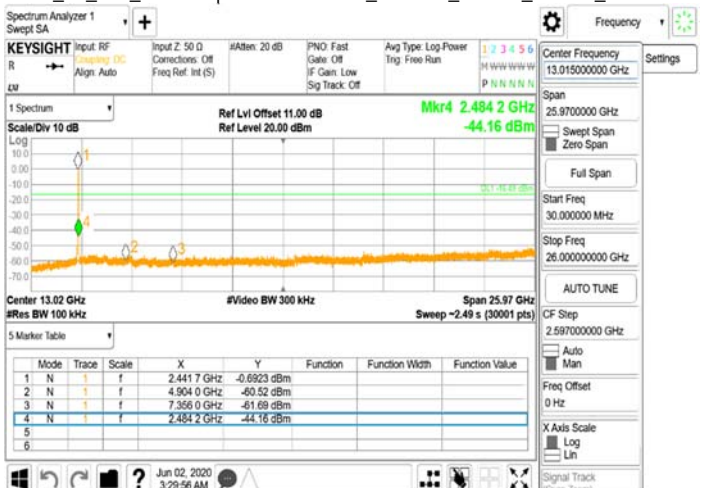 Spectrum Analyzer 1
Swept SA
+
Frequency
KEYSIGHT Input: RF Input Z: 50 Ω #Atten: 20 dB PNO: Fast Avg Type: Log-Power 1 2 3 4 5 6
R Coupling: DC Corrections: Off Gate: Off Trig: Free Run M W W W W W
Align: Auto Freq Ref: Int (S) IF Gain: Low
Sig Track: Off P N N N N N
LXI
Center Frequency
13.015000000 GHz
Settings
Span
25.9700000 GHz
Swept Span
Zero Span
Full Span
Start Freq
30.000000 MHz
Stop Freq
26.000000000 GHz
AUTO TUNE
CF Step
2.597000000 GHz
Auto
Man
Freq Offset
0 Hz
X Axis Scale
Log
Lin
Signal Track
1 Spectrum
Ref Lvl Offset 11.00 dB Mkr4 2.484 2 GHz
Scale/Div 10 dB Ref Level 20.00 dBm -44.16 dBm
Log
10.0
0.00
-10.0
-20.0
-30.0
-40.0
-50.0
-60.0
-70.0
1
4
2
3
Center 13.02 GHz #Video BW 300 kHz Span 25.97 GHz
#Res BW 100 kHz Sweep ~2.49 s (30001 pts)
5 Marker Table
Mode Trace Scale X Y Function Function Width Function Value
1 N 1 f 2.441 7 GHz -0.6923 dBm
2 N 1 f 4.904 0 GHz -60.52 dBm
3 N 1 f 7.356 0 GHz -61.69 dBm
4 N 1 f 2.484 2 GHz -44.16 dBm
5
6
?
Jun 02, 2020
3:29:56 AM